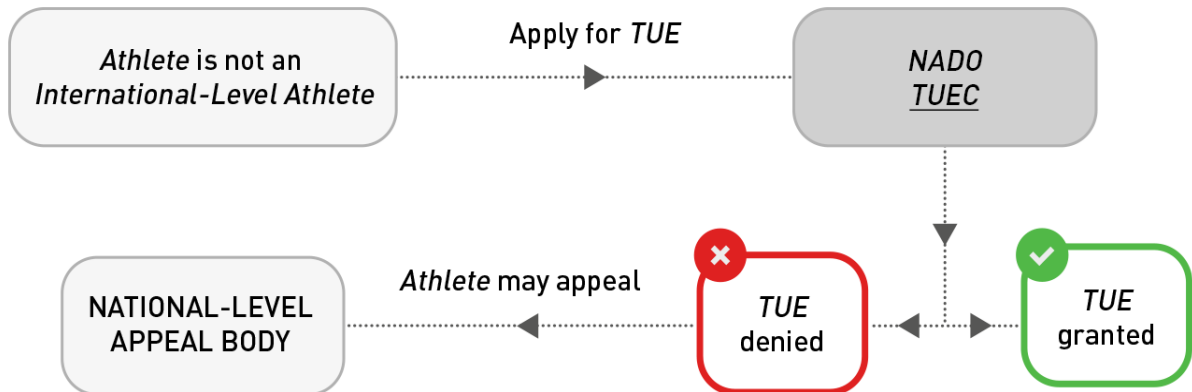 Athlete is not an
International-Level Athlete
Apply for TUE
NADO
TUEC
NATIONAL-LEVEL
APPEAL BODY
Athlete may appeal
TUE
denied
TUE
granted